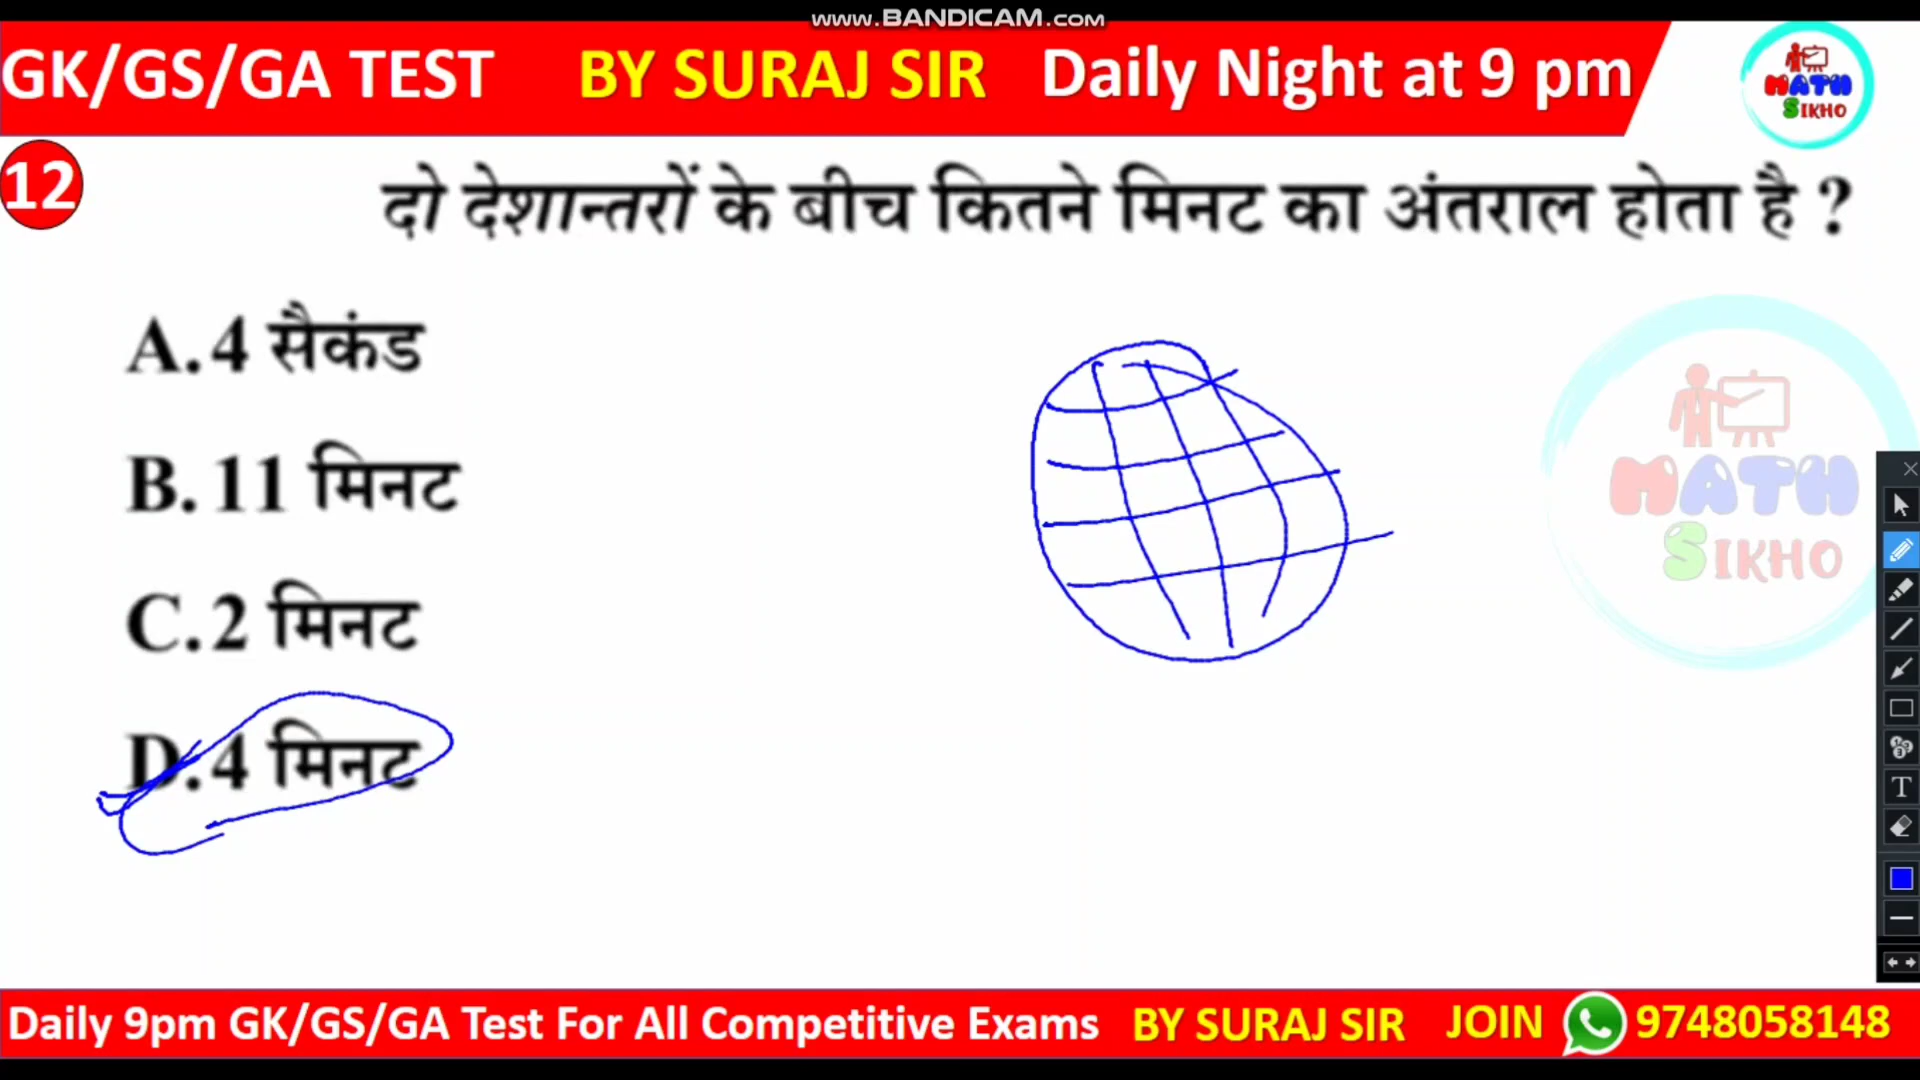 www.BANDICAM.com
GK/GS/GA TEST BY SURAJ SIR Daily Night at 9 pm
MATH
SIKHO
12 दो देशान्तरों के बीच कितने मिनट का अंतराल होता है ?
A. 4 सैकंड
B. 11 मिनट
C. 2 मिनट
D. 4 मिनट
MATH
SIKHO
Daily 9pm GK/GS/GA Test For All Competitive Exams BY SURAJ SIR JOIN 9748058148